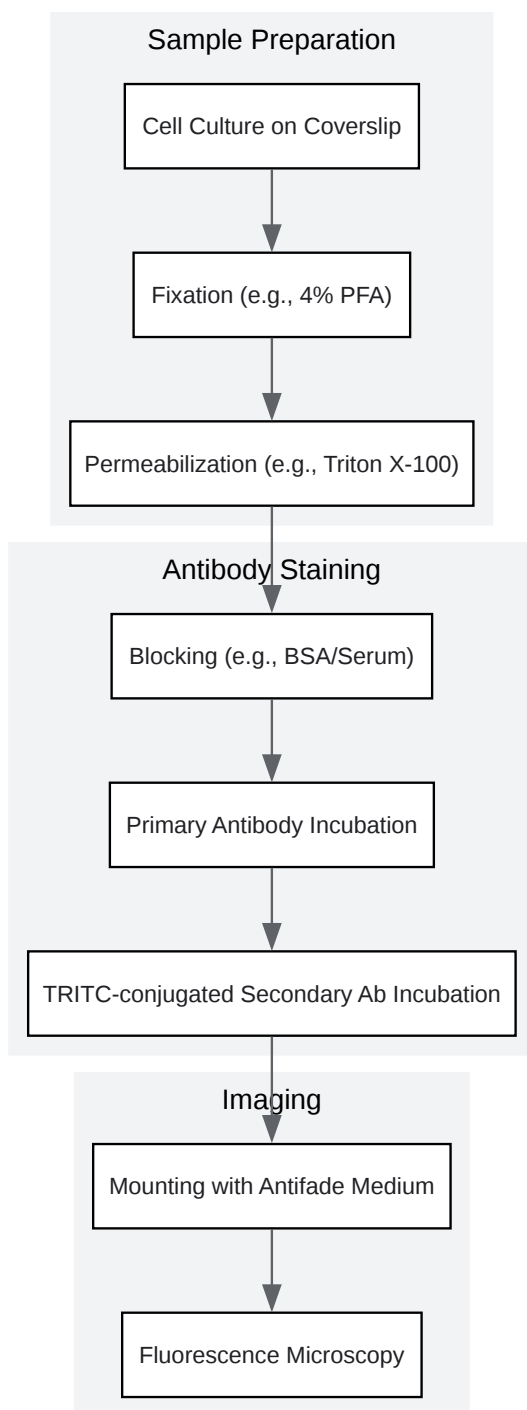 Sample Preparation
Cell Culture on Coverslip
Fixation (e.g., 4% PFA)
Permeabilization (e.g., Triton X-100)
Antibody Staining
Blocking (e.g., BSA/Serum)
Primary Antibody Incubation
TRITC-conjugated Secondary Ab Incubation
Imaging
Mounting with Antifade Medium
Fluorescence Microscopy